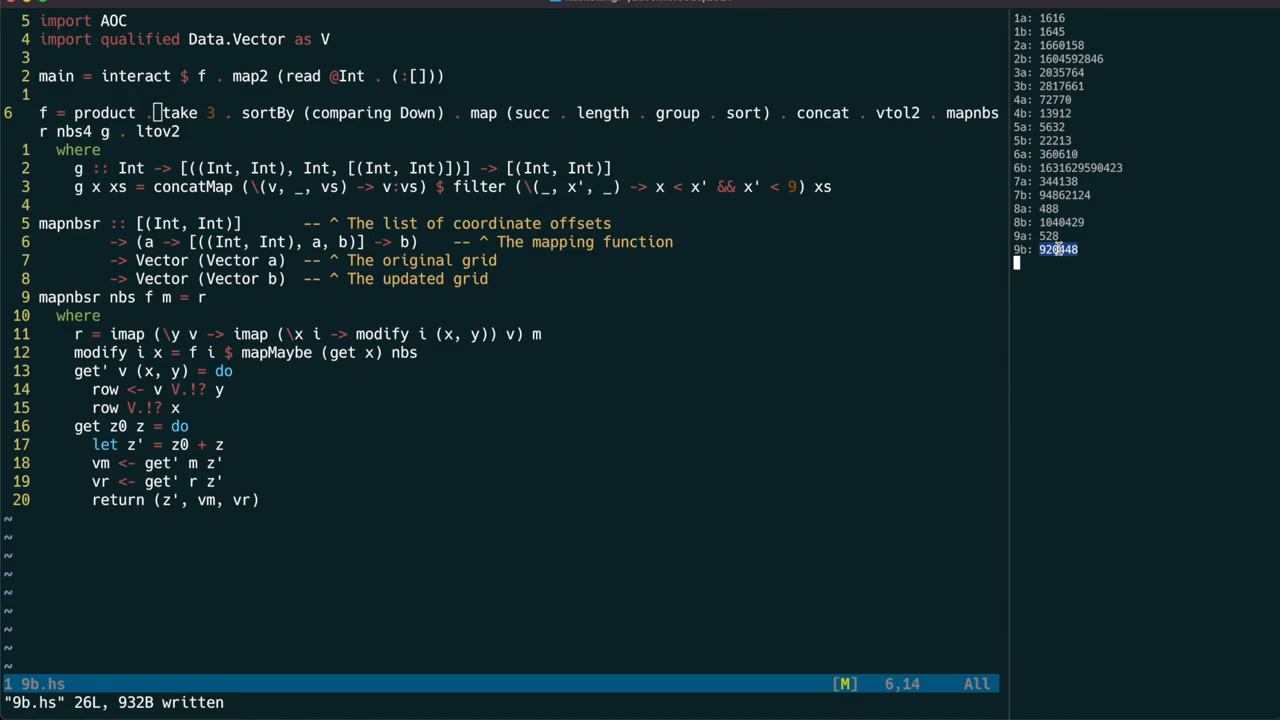 5 import AOC
4 import qualified Data.Vector as V
3
2 main = interact $ f . map2 (read @Int . (:[]))
1
6 f = product . take 3 . sortBy (comparing Down) . map (succ . length . group . sort) . concat . vtol2 . mapnbs
r nbs4 g . ltov2
1 where
2 g :: Int -> [((Int, Int), Int, [(Int, Int)])] -> [(Int, Int)]
3 g x xs = concatMap (\(v, _, vs) -> v:vs) $ filter (\(_, x', _) -> x < x' && x' < 9) xs
4
5 mapnbsr :: [(Int, Int)] -- ^ The list of coordinate offsets
6 -> (a -> [((Int, Int), a, b)] -> b) -- ^ The mapping function
7 -> Vector (Vector a) -- ^ The original grid
8 -> Vector (Vector b) -- ^ The updated grid
9 mapnbsr nbs f m = r
10 where
11 r = imap (\y v -> imap (\x i -> modify i (x, y)) v) m
12 modify i x = f i $ mapMaybe (get x) nbs
13 get' v (x, y) = do
14 row <- v V.!? y
15 row V.!? x
16 get z0 z = do
17 let z' = z0 + z
18 vm <- get' m z'
19 vr <- get' r z'
20 return (z', vm, vr)
~
~
~
~
~
~
~
~
~
1 9b.hs [M] 6,14 All
"9b.hs" 26L, 932B written
1a: 1616
1b: 1645
2a: 1660158
2b: 1604592846
3a: 2035764
3b: 2817661
4a: 72770
4b: 13912
5a: 5632
5b: 22213
6a: 360610
6b: 1631629590423
7a: 344138
7b: 94862124
8a: 488
8b: 1040429
9a: 528
9b: 920448